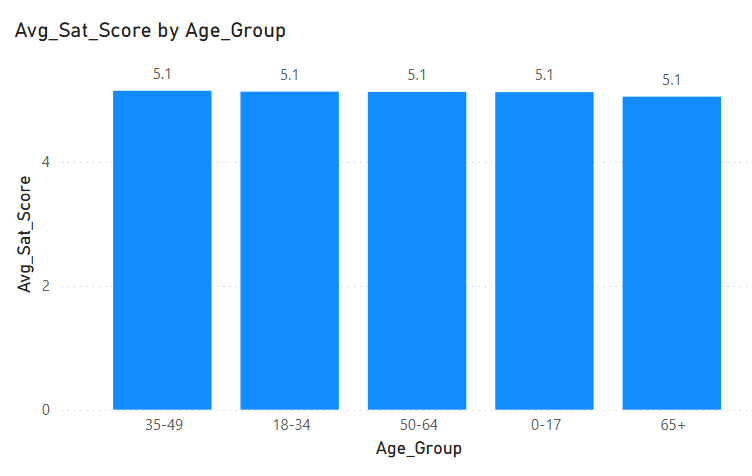 Avg_Sat_Score by Age_Group
5.1 5.1 5.1 5.1 5.1
4
2
0
Avg_Sat_Score
35-49 18-34 50-64 0-17 65+
Age_Group